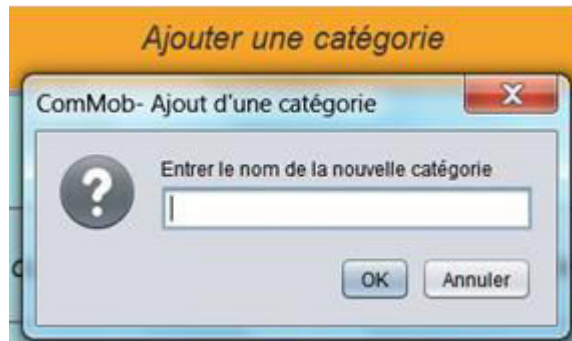 Ajouter une catégorie
ComMob- Ajout d'une catégorie
Entrer le nom de la nouvelle catégorie
OK
Annuler